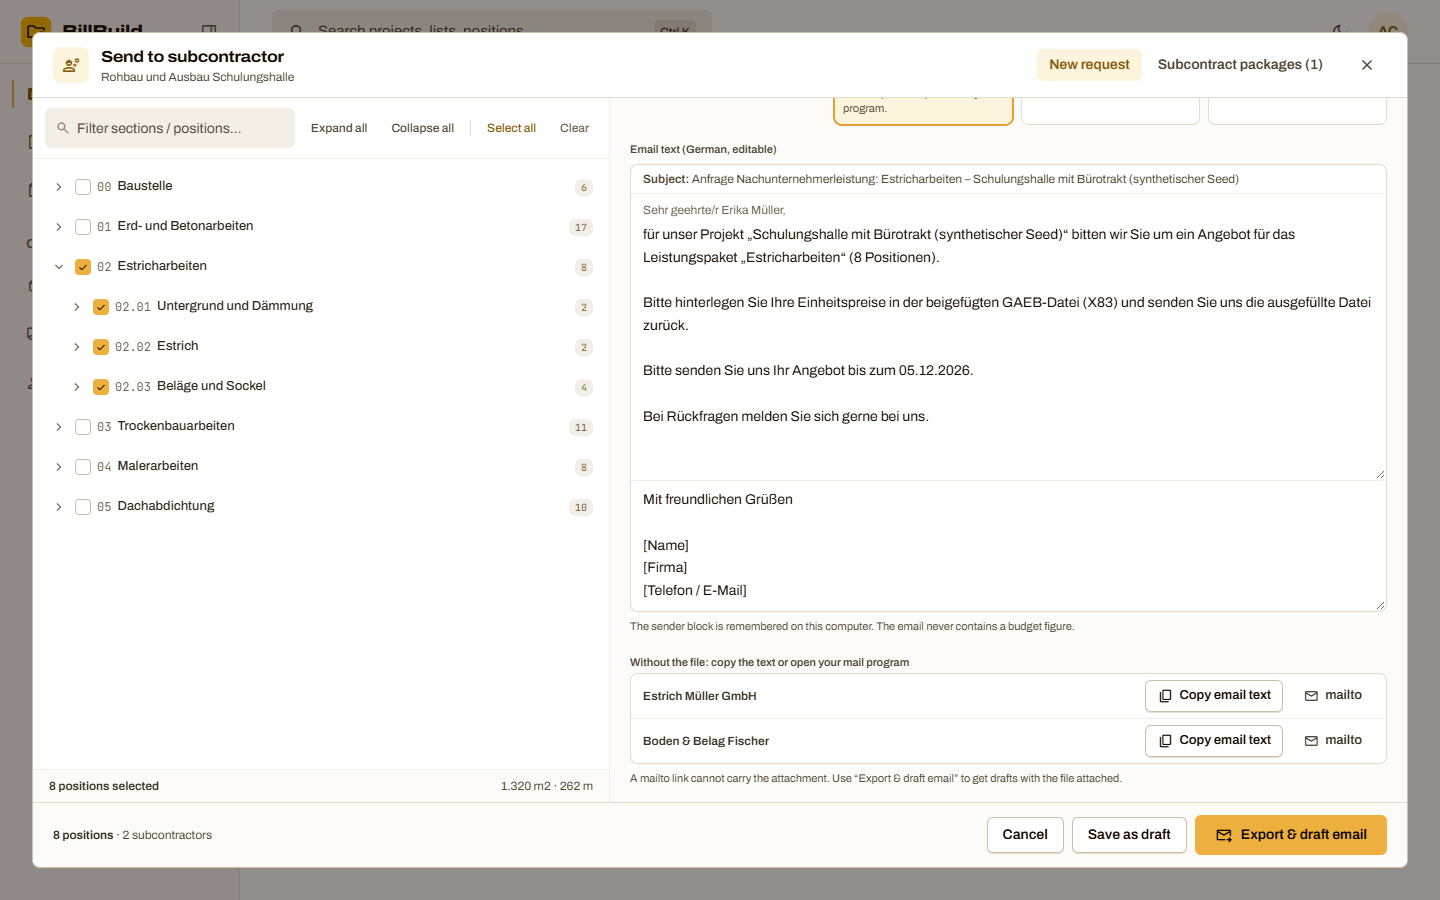 BillBuild
Search projects, lists, positions
Ctrl K
AC
Send to subcontractor
Rohbau und Ausbau Schulungshalle
New request
Subcontract packages (1)
Filter sections / positions...
Expand all
Collapse all
Select all
Clear
00 Baustelle 6
01 Erd- und Betonarbeiten 17
02 Estricharbeiten 8
02.01 Untergrund und Dämmung 2
02.02 Estrich 2
02.03 Beläge und Sockel 4
03 Trockenbauarbeiten 11
04 Malerarbeiten 8
05 Dachabdichtung 10
8 positions selected
1.320 m2 · 262 m
program.
Email text (German, editable)
Subject: Anfrage Nachunternehmerleistung: Estricharbeiten – Schulungshalle mit Bürotrakt (synthetischer Seed)
Sehr geehrte/r Erika Müller,
für unser Projekt „Schulungshalle mit Bürotrakt (synthetischer Seed)“ bitten wir Sie um ein Angebot für das
Leistungspaket „Estricharbeiten“ (8 Positionen).
Bitte hinterlegen Sie Ihre Einheitspreise in der beigefügten GAEB-Datei (X83) und senden Sie uns die ausgefüllte Datei
zurück.
Bitte senden Sie uns Ihr Angebot bis zum 05.12.2026.
Bei Rückfragen melden Sie sich gerne bei uns.
Mit freundlichen Grüßen
[Name]
[Firma]
[Telefon / E-Mail]
The sender block is remembered on this computer. The email never contains a budget figure.
Without the file: copy the text or open your mail program
Estrich Müller GmbH
Copy email text
mailto
Boden & Belag Fischer
Copy email text
mailto
A mailto link cannot carry the attachment. Use “Export & draft email” to get drafts with the file attached.
8 positions · 2 subcontractors
Cancel
Save as draft
Export & draft email